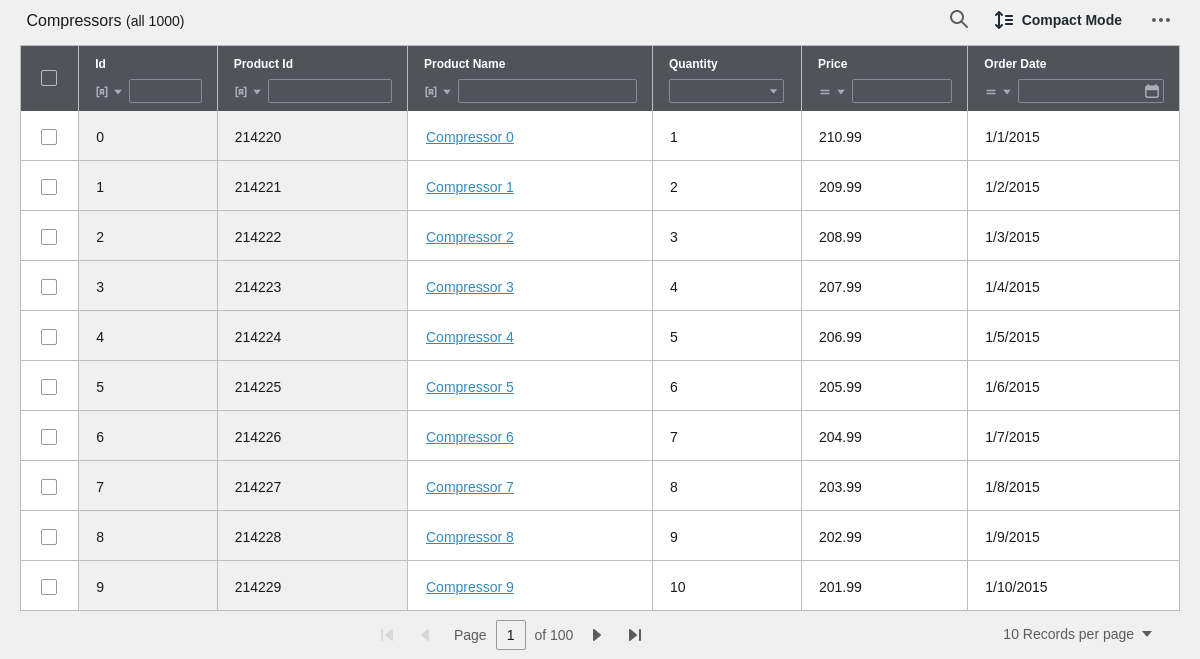 Compressors (all 1000)
Compact Mode
Id Product Id Product Name Quantity Price Order Date
0 214220 Compressor 0 1 210.99 1/1/2015
1 214221 Compressor 1 2 209.99 1/2/2015
2 214222 Compressor 2 3 208.99 1/3/2015
3 214223 Compressor 3 4 207.99 1/4/2015
4 214224 Compressor 4 5 206.99 1/5/2015
5 214225 Compressor 5 6 205.99 1/6/2015
6 214226 Compressor 6 7 204.99 1/7/2015
7 214227 Compressor 7 8 203.99 1/8/2015
8 214228 Compressor 8 9 202.99 1/9/2015
9 214229 Compressor 9 10 201.99 1/10/2015
Page 1 of 100
10 Records per page